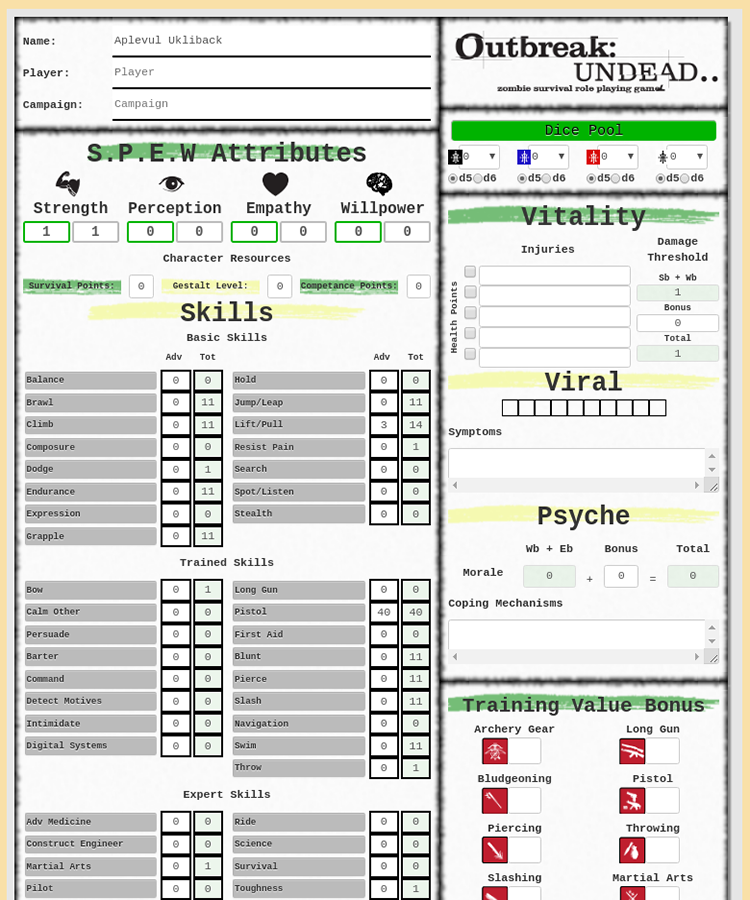 Name: Aplevul Ukliback
Player: Player
Campaign: Campaign
Outbreak:
UNDEAD..
zombie survival role playing game
Dice Pool
0 0 0 0
d5 d6 d5 d6 d5 d6 d5 d6
S.P.E.W Attributes
Strength Perception Empathy Willpower
1 1 0 0 0 0 0 0
Character Resources
Survival Points: 0 Gestalt Level: 0 Competance Points: 0
Skills
Basic Skills
Adv Tot Adv Tot
Balance 0 0 Hold 0 0
Brawl 0 11 Jump/Leap 0 11
Climb 0 11 Lift/Pull 3 14
Composure 0 0 Resist Pain 0 1
Dodge 0 1 Search 0 0
Endurance 0 11 Spot/Listen 0 0
Expression 0 0 Stealth 0 0
Grapple 0 11
Trained Skills
Bow 0 1 Long Gun 0 0
Calm Other 0 0 Pistol 40 40
Persuade 0 0 First Aid 0 0
Barter 0 0 Blunt 0 11
Command 0 0 Pierce 0 11
Detect Motives 0 0 Slash 0 11
Intimidate 0 0 Navigation 0 0
Digital Systems 0 0 Swim 0 11
Throw 0 1
Expert Skills
Adv Medicine 0 0 Ride 0 0
Construct Engineer 0 0 Science 0 0
Martial Arts 0 1 Survival 0 0
Pilot 0 0 Toughness 0 1
Vitality
Injuries
Damage
Threshold
Health Points
Sb + Wb
1
Bonus
0
Total
1
Viral
Symptoms
Psyche
Wb + Eb Bonus Total
Morale 0 + 0 = 0
Coping Mechanisms
Training Value Bonus
Archery Gear Long Gun
Bludgeoning Pistol
Piercing Throwing
Slashing Martial Arts